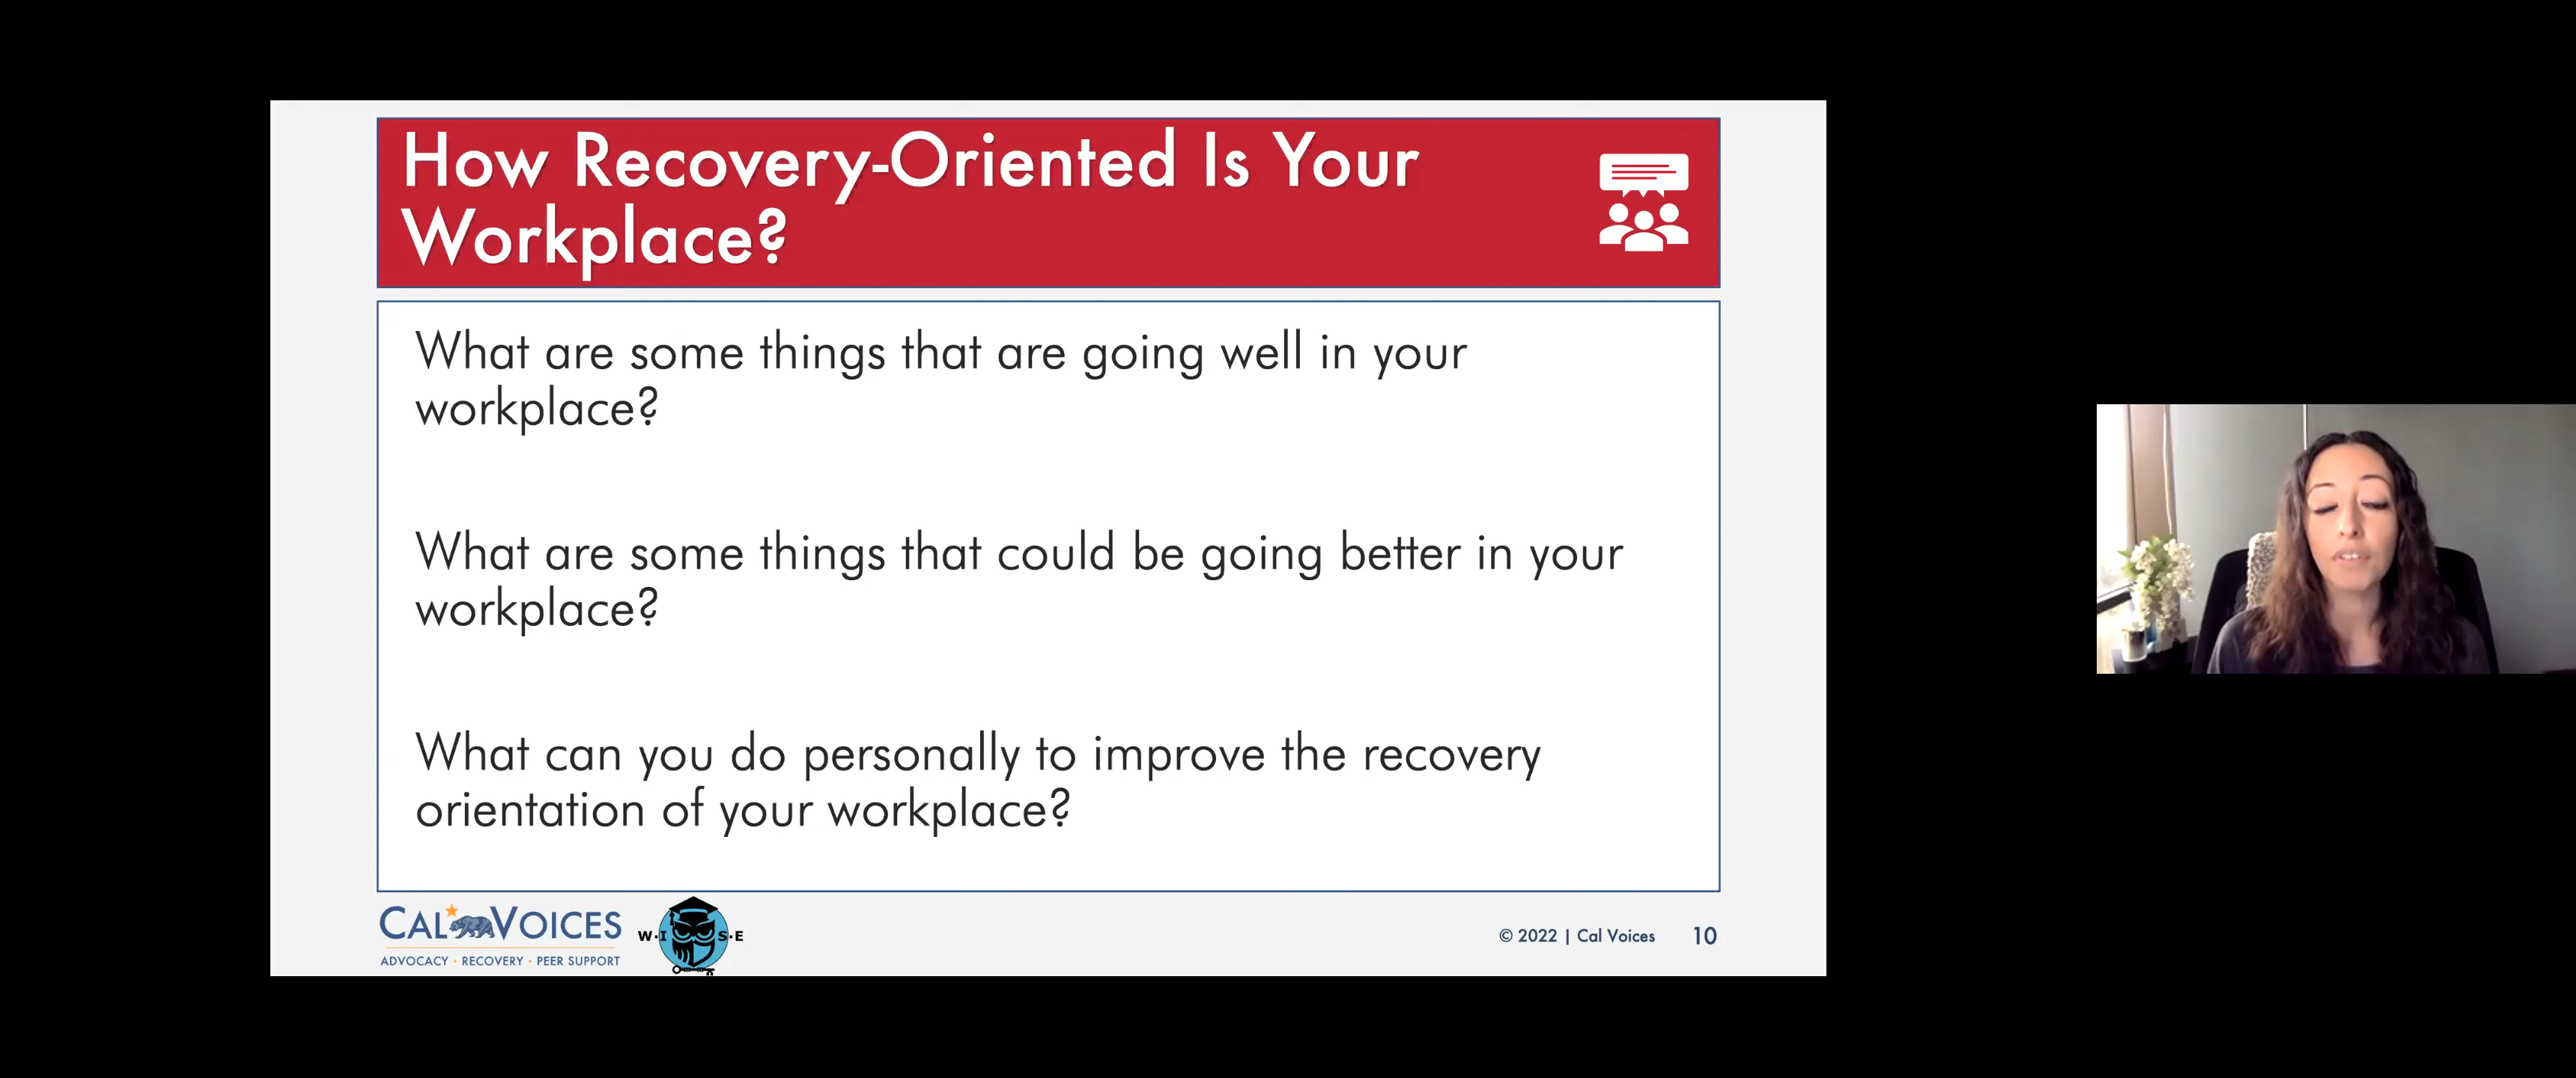 How Recovery-Oriented Is Your
Workplace?
What are some things that are going well in your
workplace?
What are some things that could be going better in your
workplace?
What can you do personally to improve the recovery
orientation of your workplace?
CAL VOICES
ADVOCACY · RECOVERY · PEER SUPPORT
W·I S·E
© 2022 | Cal Voices 10